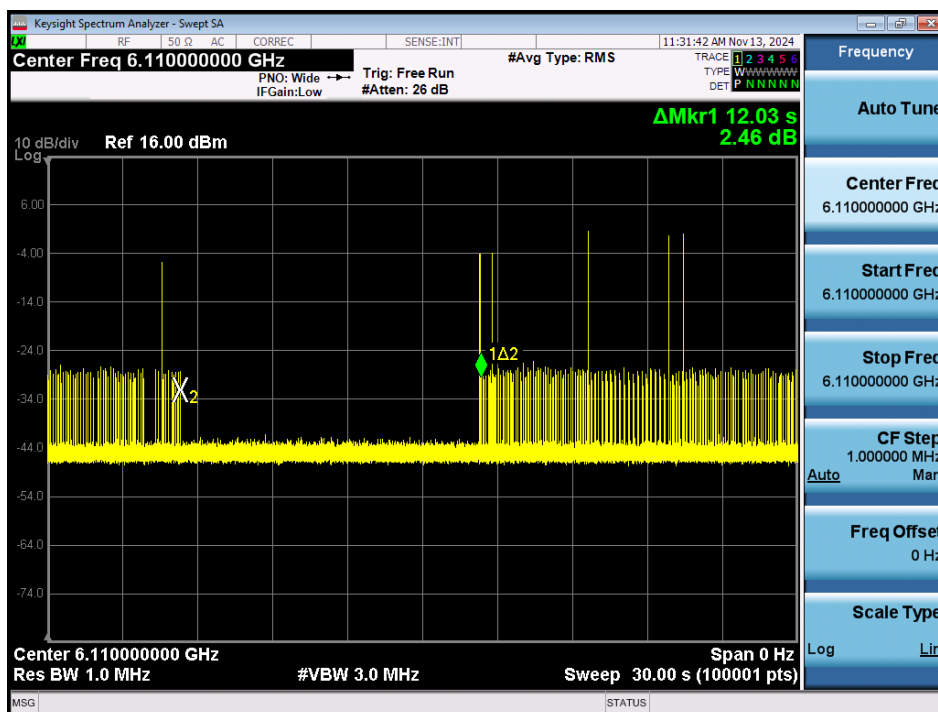 Keysight Spectrum Analyzer - Swept SA
LXI RF 50 Ω AC CORREC SENSE:INT 11:31:42 AM Nov 13, 2024
Center Freq 6.110000000 GHz
PNO: Wide
IFGain:Low
Trig: Free Run
#Atten: 26 dB
#Avg Type: RMS
TRACE 1 2 3 4 5 6
TYPE WWWWWW
DET P N N N N N
ΔMkr1 12.03 s
2.46 dB
10 dB/div
Log
Ref 16.00 dBm
6.00
-4.00
-14.0
-24.0
-34.0
-44.0
-54.0
-64.0
-74.0
1Δ2
2
Center 6.110000000 GHz
Span 0 Hz
Res BW 1.0 MHz
#VBW 3.0 MHz
Sweep 30.00 s (100001 pts)
MSG
STATUS
Frequency
Auto Tune
Center Freq
6.110000000 GHz
Start Freq
6.110000000 GHz
Stop Freq
6.110000000 GHz
CF Step
1.000000 MHz
Auto Man
Freq Offset
0 Hz
Scale Type
Log Lin